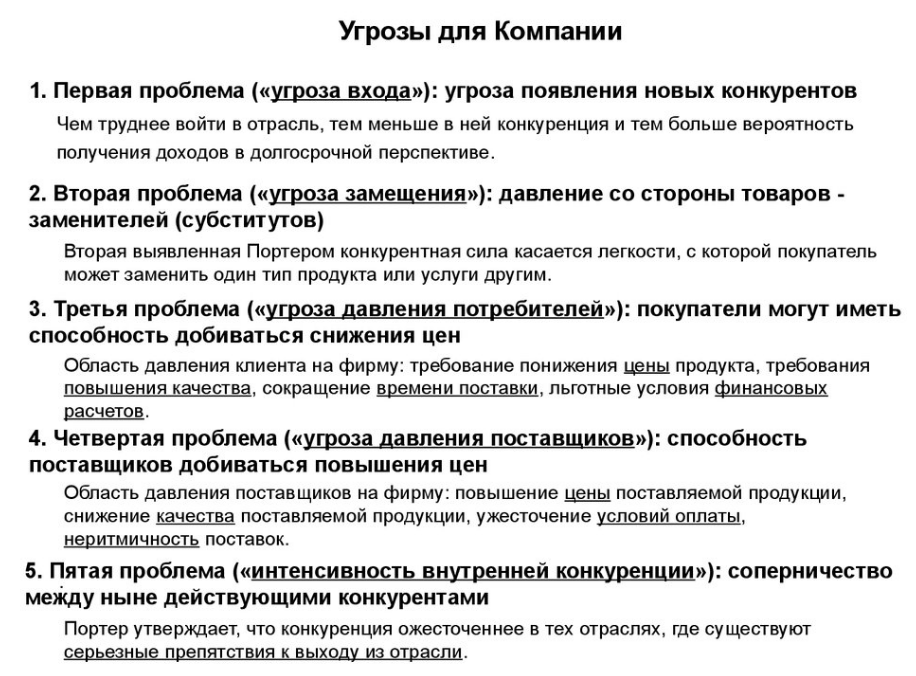 Угрозы для Компании
1. Первая проблема («угроза входа»): угроза появления новых конкурентов
Чем труднее войти в отрасль, тем меньше в ней конкуренция и тем больше вероятность
получения доходов в долгосрочной перспективе.
2. Вторая проблема («угроза замещения»): давление со стороны товаров -
заменителей (субститутов)
Вторая выявленная Портером конкурентная сила касается легкости, с которой покупатель
может заменить один тип продукта или услуги другим.
3. Третья проблема («угроза давления потребителей»): покупатели могут иметь
способность добиваться снижения цен
Область давления клиента на фирму: требование понижения цены продукта, требования
повышения качества, сокращение времени поставки, льготные условия финансовых
расчетов.
4. Четвертая проблема («угроза давления поставщиков»): способность
поставщиков добиваться повышения цен
Область давления поставщиков на фирму: повышение цены поставляемой продукции,
снижение качества поставляемой продукции, ужесточение условий оплаты,
неритмичность поставок.
5. Пятая проблема («интенсивность внутренней конкуренции»): соперничество
между ныне действующими конкурентами
Портер утверждает, что конкуренция ожесточеннее в тех отраслях, где существуют
серьезные препятствия к выходу из отрасли.